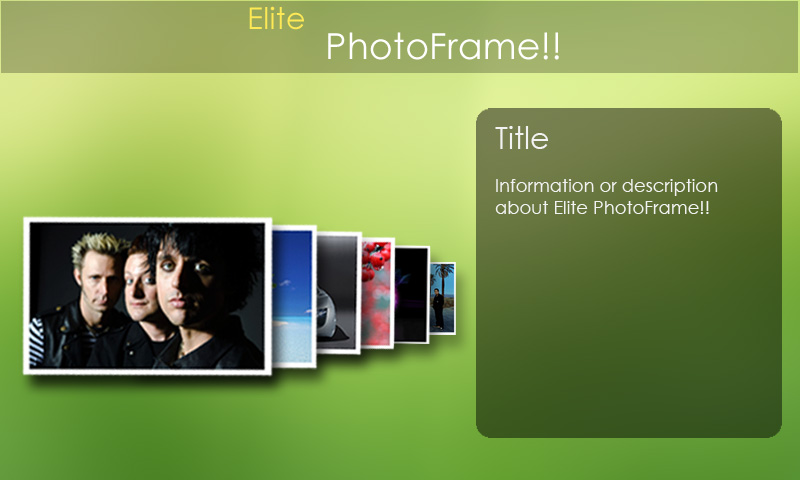 Elite
PhotoFrame!!
Title
Information or description
about Elite PhotoFrame!!